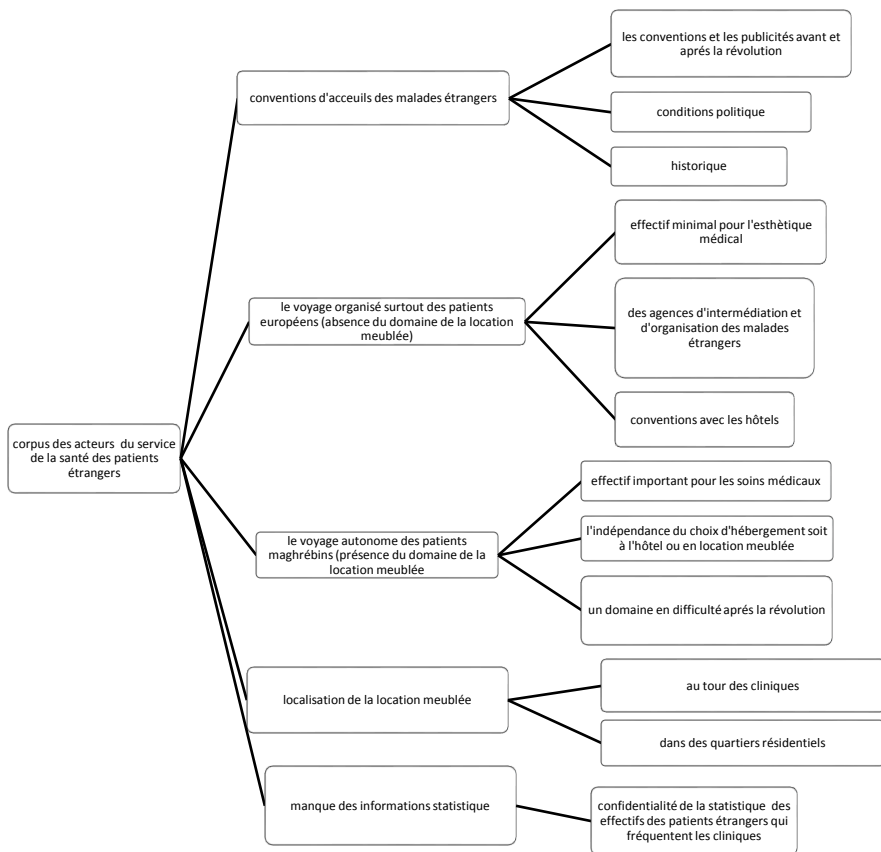 les conventions et les publicités avant et
aprés la révolution
conventions d'acceuils des malades étrangers
conditions politique
historique
effectif minimal pour l'esthètique
médical
le voyage organisé surtout des patients
européens (absence du domaine de la location
meublée)
des agences d'intermédiation et
d'organisation des malades
étrangers
conventions avec les hôtels
corpus des acteurs du service
de la santé des patients
étrangers
effectif important pour les soins médicaux
le voyage autonome des patients
maghrébins (présence du domaine de la
location meublée
l'indépendance du choix d'hébergement soit
à l'hôtel ou en location meublée
un domaine en difficulté aprés la révolution
localisation de la location meublée
au tour des cliniques
dans des quartiers résidentiels
manque des informations statistique
confidentialité de la statistique des
effectifs des patients étrangers qui
fréquentent les cliniques